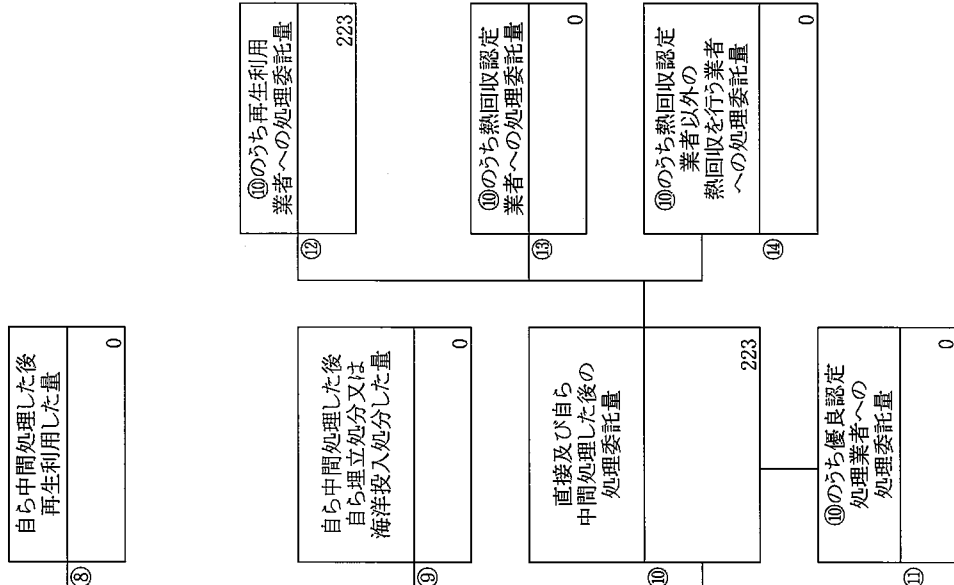 ⑧
自ら中間処理した後
再生利用した量
0
⑨
自ら中間処理した後
自ら埋立処分又は
海洋投入処分した量
0
⑩
直接及び自ら
中間処理した後の
処理委託量
223
⑪
⑩のうち優良認定
処理業者への
処理委託量
0
⑫
⑩のうち再生利用
業者への処理委託量
223
⑬
⑩のうち熱回収認定
業者への処理委託量
0
⑭
⑩のうち熱回収認定
業者以外の
熱回収を行う業者
への処理委託量
0